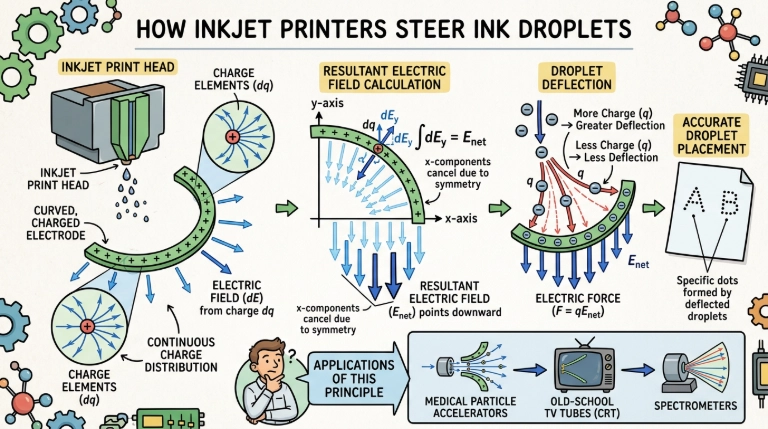 HOW INKJET PRINTERS STEER INK DROPLETS
INKJET PRINT HEAD
CHARGE
ELEMENTS (dq)
INKJET
PRINT HEAD
CURVED,
CHARGED
ELECTRODE
ELECTRIC
FIELD (dE)
from charge dq
CONTINUOUS
CHARGE
DISTRIBUTION
CHARGE
ELEMENTS
(dq)
RESULTANT ELECTRIC
FIELD CALCULATION
y-axis
dEy
dq
dEy
∫dEy = Enet
x-components
cancel due to
symmetry
x-axis
x-components
cancel due to
symmetry
RESULTANT
ELECTRIC FIELD
(Enet) points downward
DROPLET
DEFLECTION
More Charge (q)
→ Greater Deflection
Less Charge (q)
→ Less Deflection
q
q
Enet
ELECTRIC FORCE
(F = qEnet)
ACCURATE
DROPLET
PLACEMENT
A B
Specific dots
formed by
deflected
droplets
?
APPLICATIONS
OF THIS
PRINCIPLE
MEDICAL PARTICLE
ACCELERATORS
OLD-SCHOOL
TV TUBES (CRT)
SPECTROMETERS